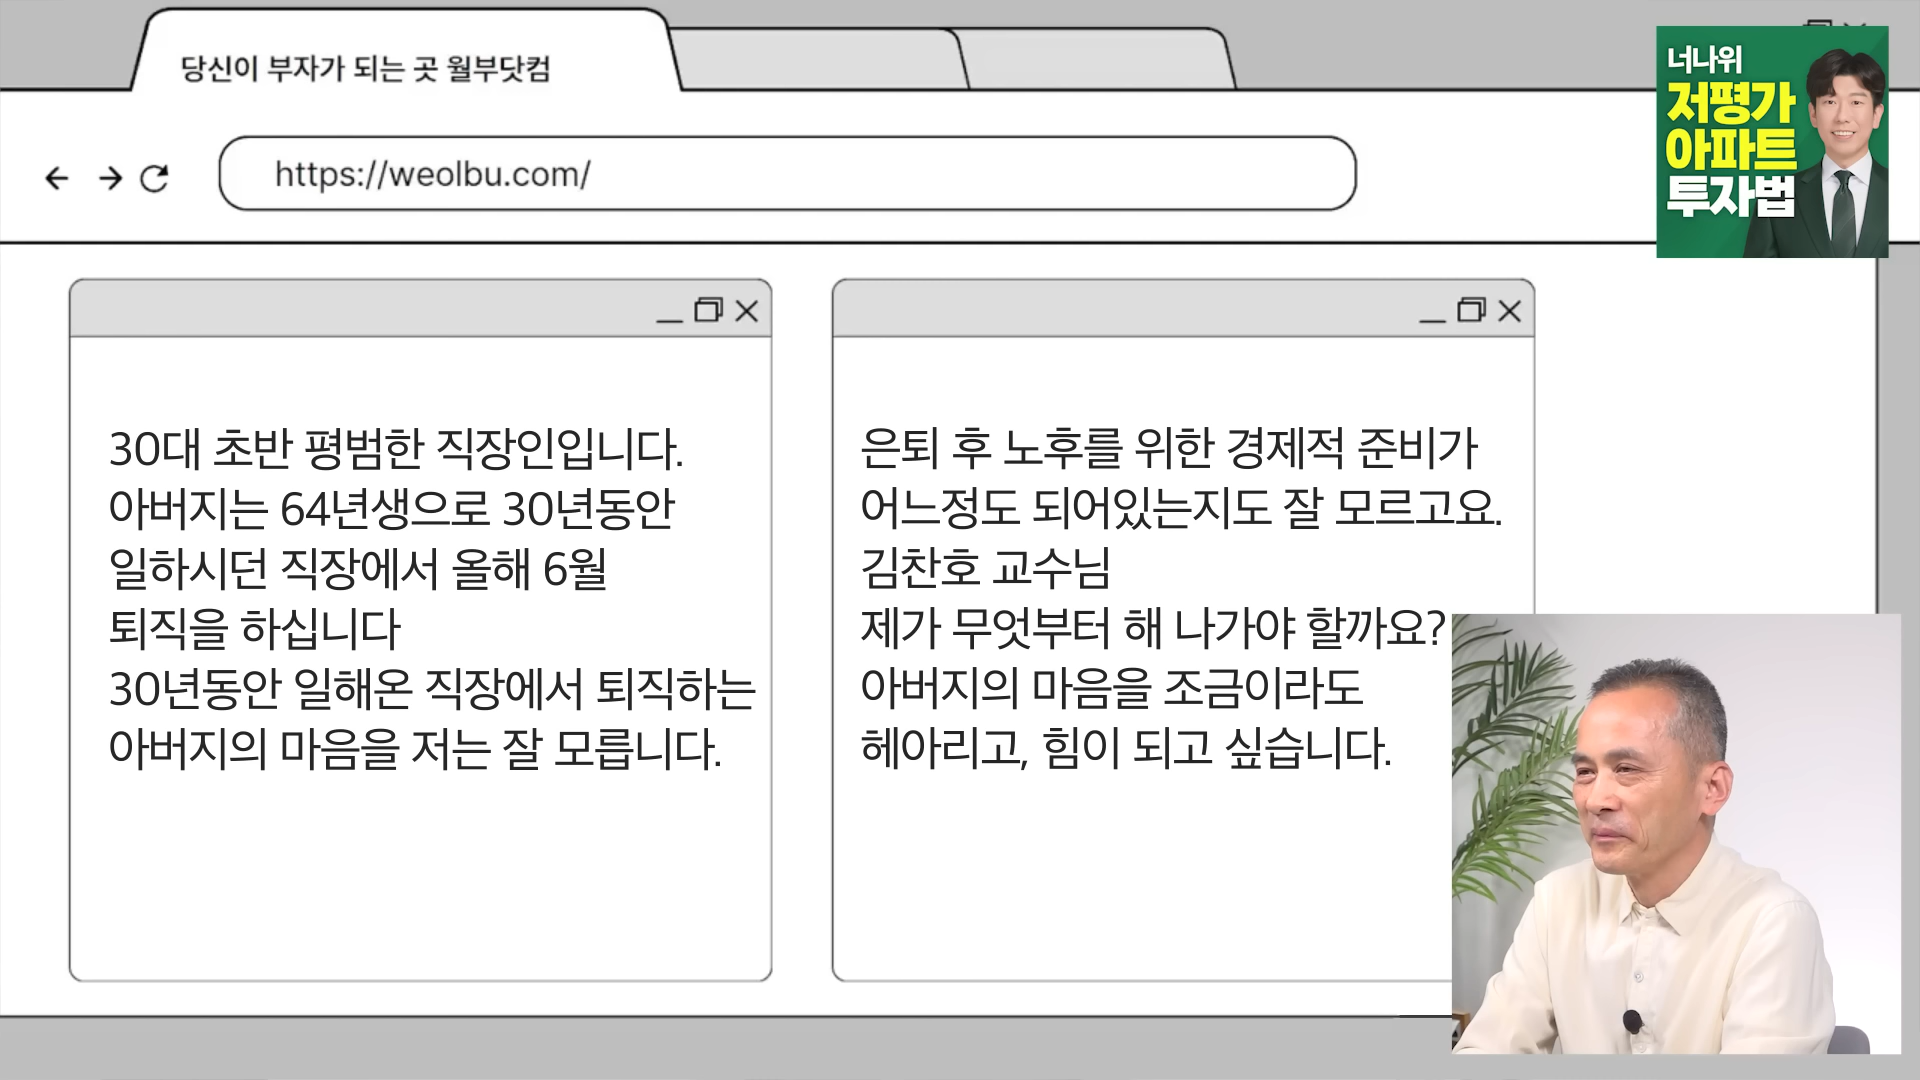 당신이 부자가 되는 곳 월부닷컴
https://weolbu.com/
너나위
저평가
아파트
투자법
30대 초반 평범한 직장인입니다.
아버지는 64년생으로 30년동안
일하시던 직장에서 올해 6월
퇴직을 하십니다
30년동안 일해온 직장에서 퇴직하는
아버지의 마음을 저는 잘 모릅니다.
은퇴 후 노후를 위한 경제적 준비가
어느정도 되어있는지도 잘 모르고요.
김찬호 교수님
제가 무엇부터 해 나가야 할까요?
아버지의 마음을 조금이라도
헤아리고, 힘이 되고 싶습니다.